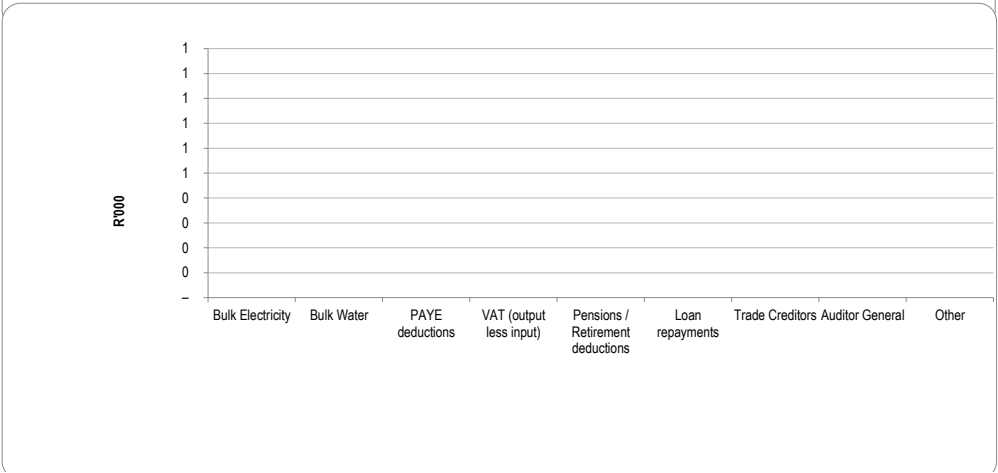 1
1
1
1
1
1
0
0
0
0
–
R'000
Bulk Electricity
Bulk Water
PAYE
deductions
VAT (output
less input)
Pensions /
Retirement
deductions
Loan
repayments
Trade Creditors
Auditor General
Other